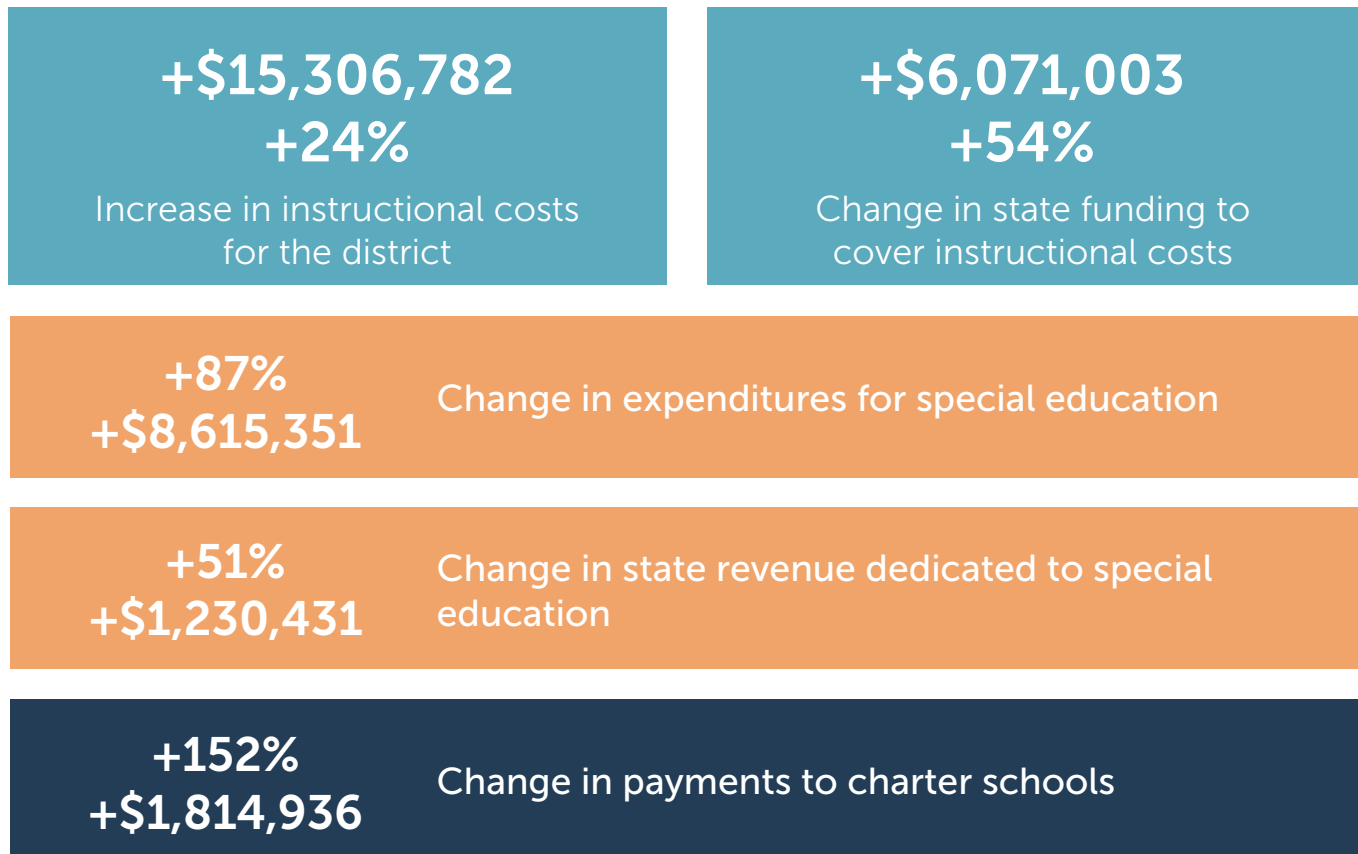 +$15,306,782
+24%
Increase in instructional costs
for the district
+$6,071,003
+54%
Change in state funding to
cover instructional costs
+87%
+$8,615,351
Change in expenditures for special education
+51%
+$1,230,431
Change in state revenue dedicated to special
education
+152%
+$1,814,936
Change in payments to charter schools